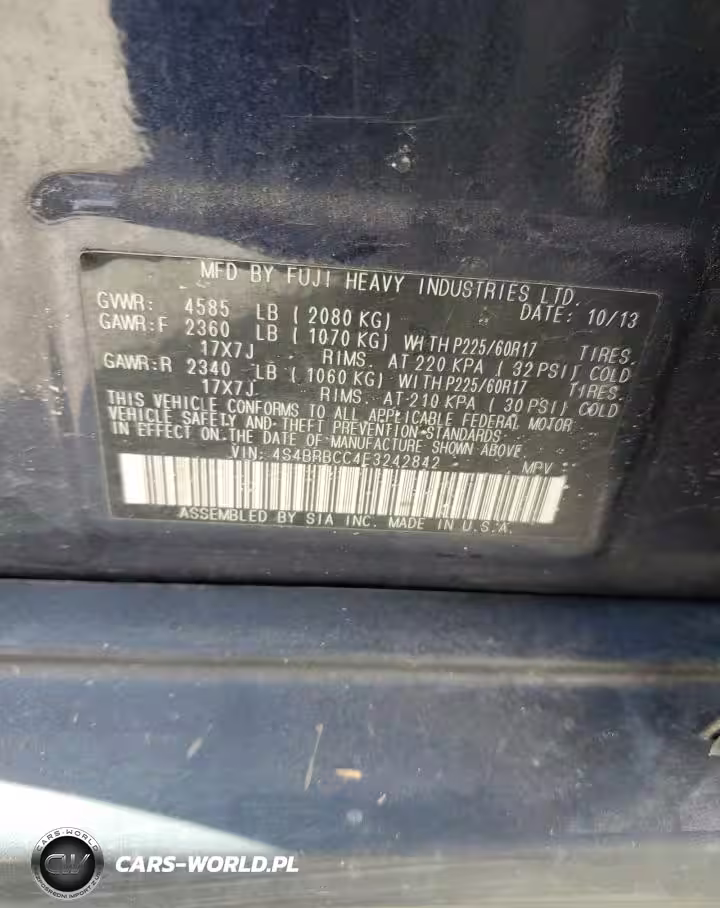 MFD BY FUJI HEAVY INDUSTRIES LTD.
GVWR: 4585 LB ( 2080 KG) DATE: 10/13
GAWR:F 2360 LB ( 1070 KG) WITH P225/60R17 TIRES.
17X7J RIMS. AT 220 KPA ( 32 PSI) COLD
GAWR:R 2340 LB ( 1060 KG) WITH P225/60R17 TIRES.
17X7J RIMS. AT 210 KPA ( 30 PSI) COLD
THIS VEHICLE CONFORMS TO ALL APPLICABLE FEDERAL MOTOR
VEHICLE SAFETY AND THEFT PREVENTION STANDARDS
IN EFFECT ON THE DATE OF MANUFACTURE SHOWN ABOVE
VIN: 4S4BRBCC4E3242842 MPV
ASSEMBLED BY SIA INC. MADE IN U.S.A.
CARS-WORLD
CW
CARS-WORLD.PL